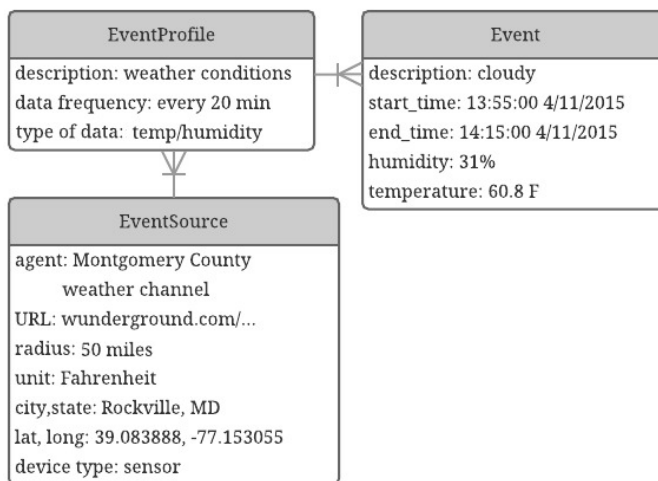 EventProfile
description: weather conditions
data frequency: every 20 min
type of data: temp/humidity
Event
description: cloudy
start_time: 13:55:00 4/11/2015
end_time: 14:15:00 4/11/2015
humidity: 31%
temperature: 60.8 F
EventSource
agent: Montgomery County
weather channel
URL: wunderground.com/...
radius: 50 miles
unit: Fahrenheit
city,state: Rockville, MD
lat, long: 39.083888, -77.153055
device type: sensor